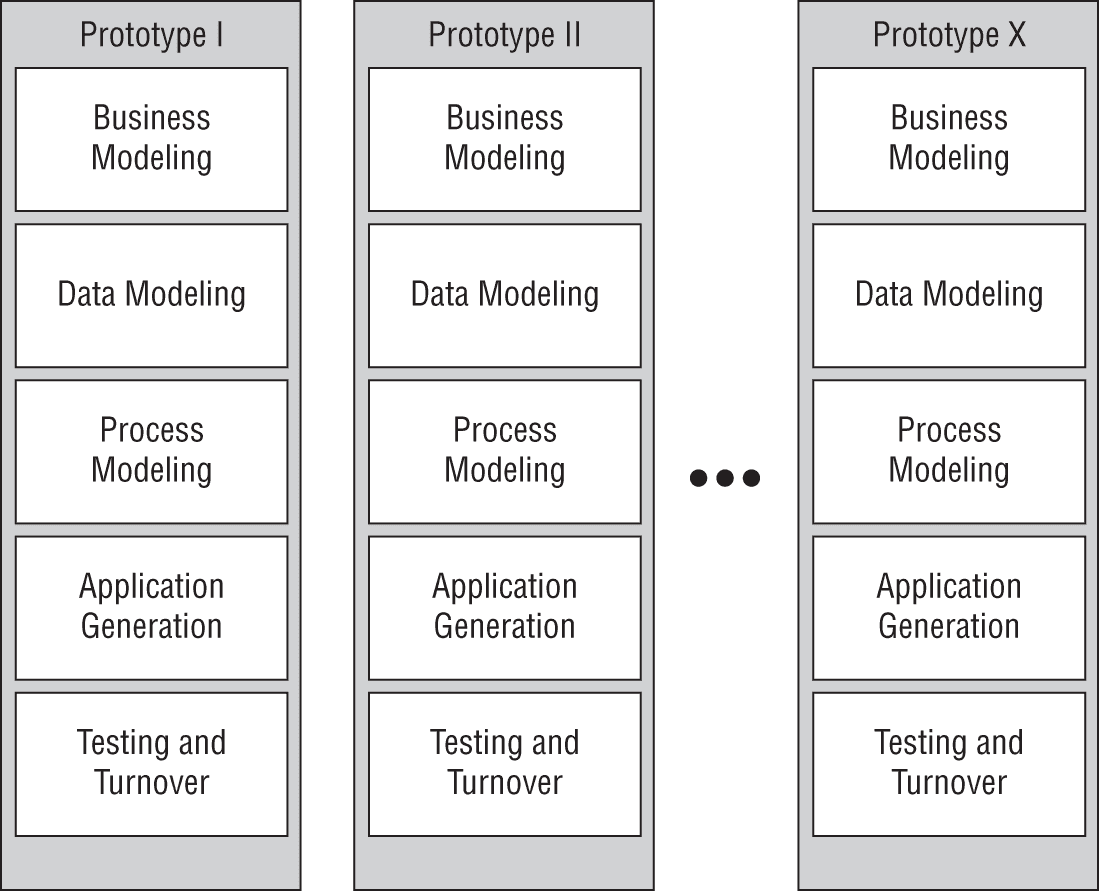 Prototype I
Business
Modeling
Data Modeling
Process
Modeling
Application
Generation
Testing and
Turnover
Prototype II
Business
Modeling
Data Modeling
Process
Modeling
Application
Generation
Testing and
Turnover
Prototype X
Business
Modeling
Data Modeling
Process
Modeling
Application
Generation
Testing and
Turnover